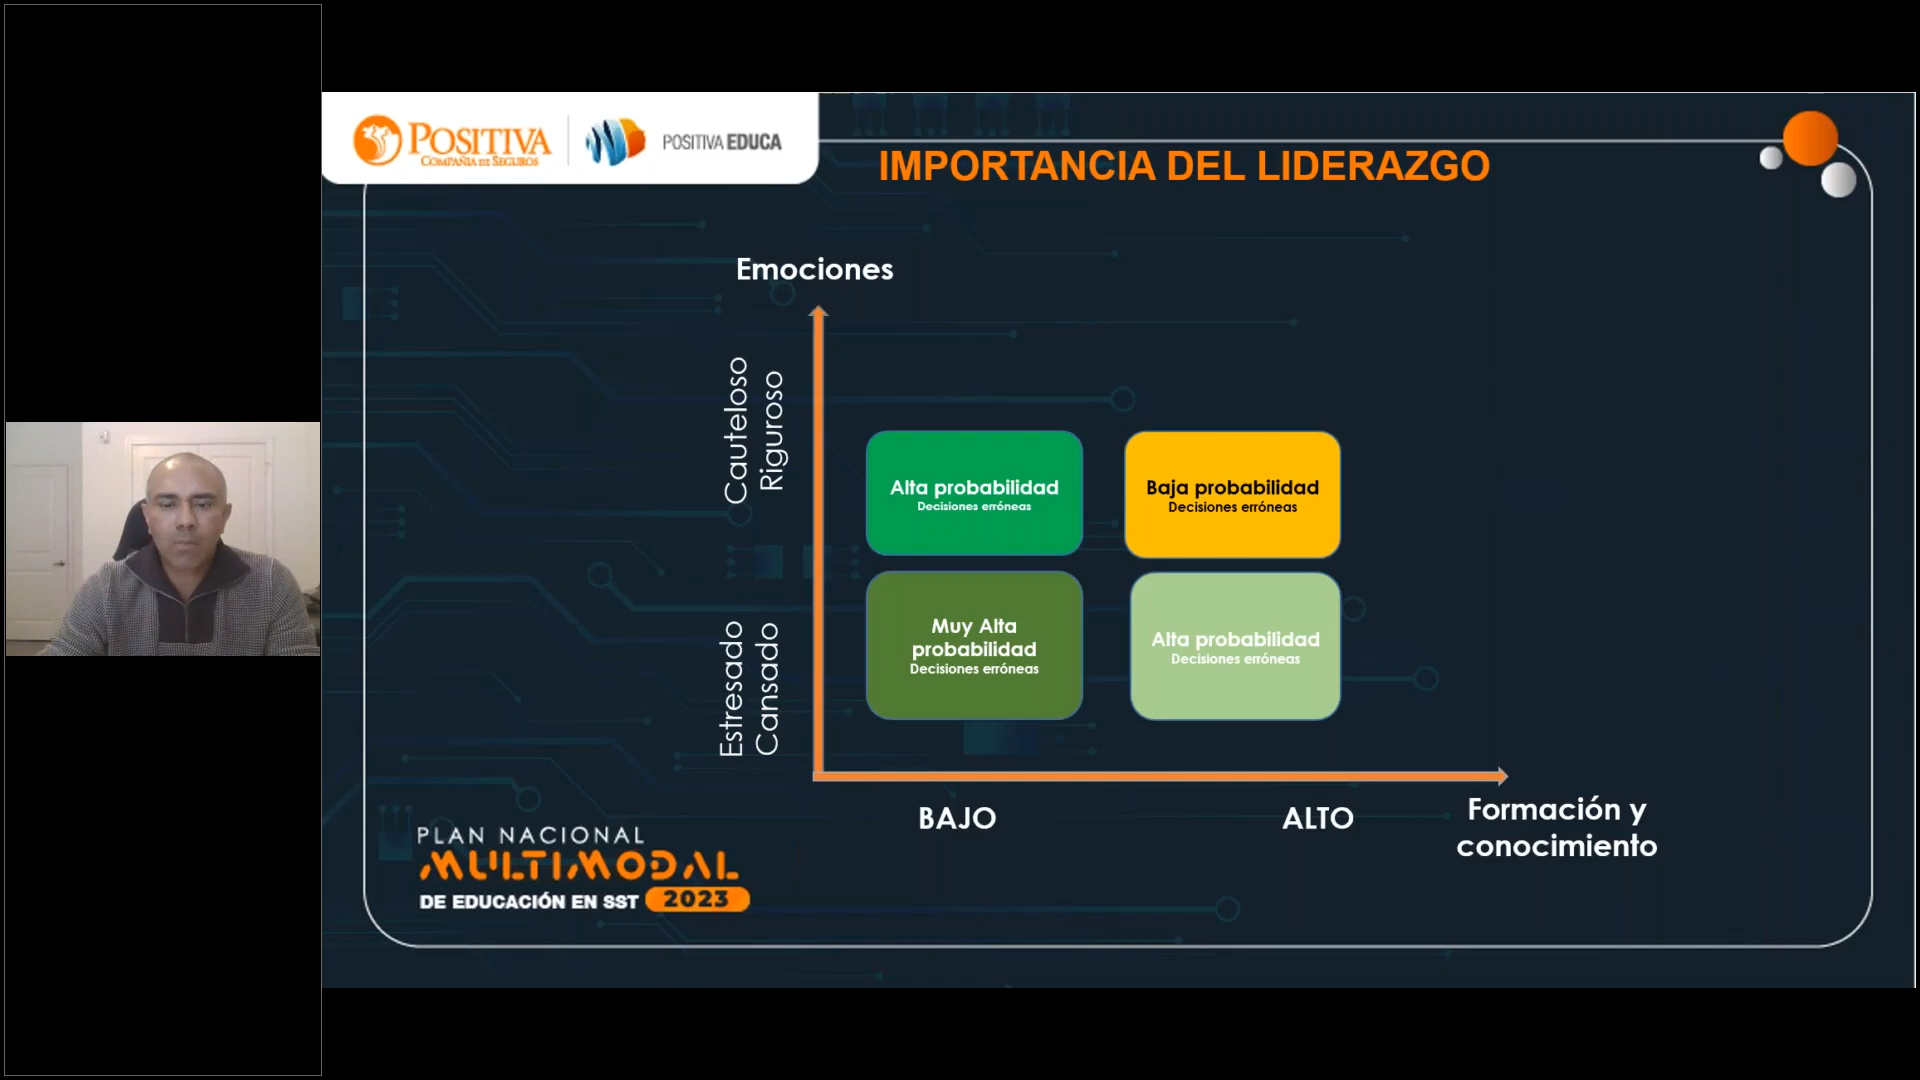 POSITIVA
COMPAÑIA DE SEGUROS
POSITIVA EDUCA
IMPORTANCIA DEL LIDERAZGO
Emociones
Cauteloso
Riguroso
Alta probabilidad
Decisiones erróneas
Baja probabilidad
Decisiones erróneas
Estresado
Cansado
Muy Alta
probabilidad
Decisiones erróneas
Alta probabilidad
Decisiones erróneas
BAJO
ALTO
Formación y
conocimiento
PLAN NACIONAL
MULTIMODAL
DE EDUCACIÓN EN SST 2023